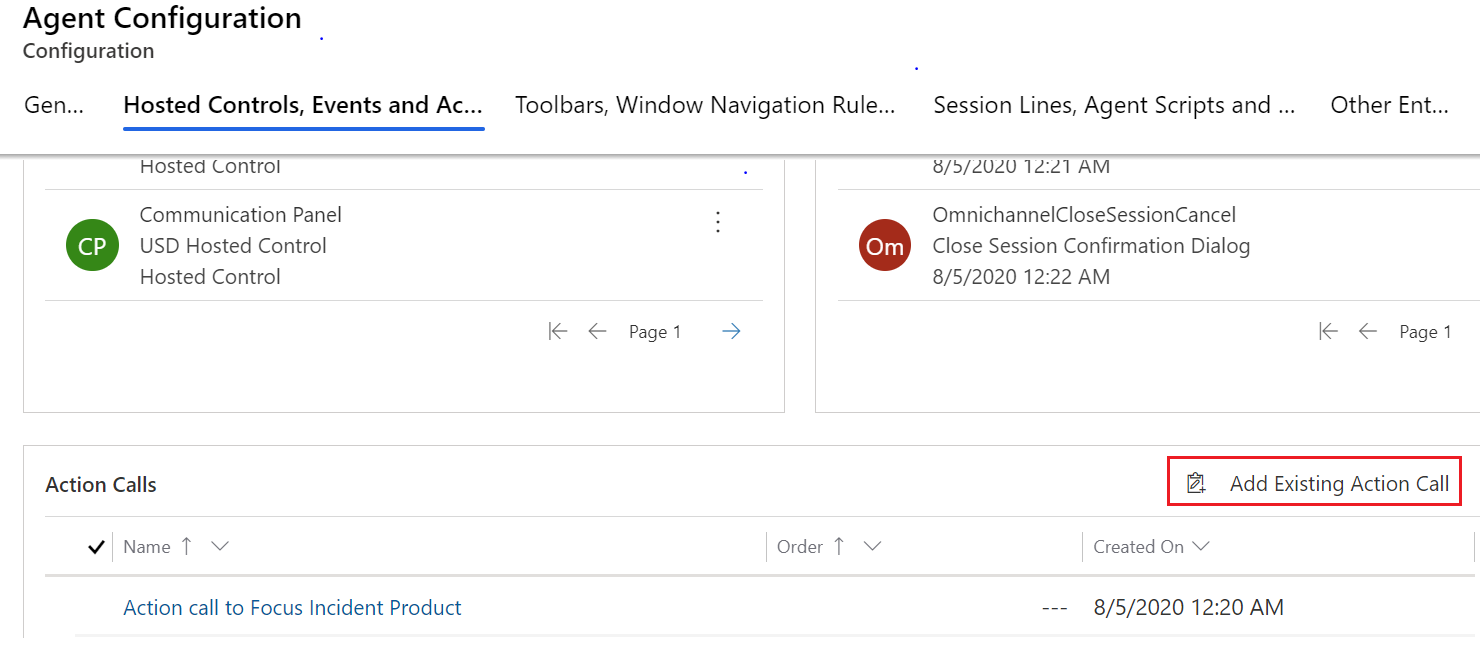 Agent Configuration
Configuration
Gen... Hosted Controls, Events and Ac... Toolbars, Window Navigation Rule... Session Lines, Agent Scripts and ... Other Ent...
Hosted Control
8/5/2020 12:21 AM
CP
Communication Panel
USD Hosted Control
Hosted Control
Om
OmnichannelCloseSessionCancel
Close Session Confirmation Dialog
8/5/2020 12:22 AM
Page 1
Page 1
Action Calls
Add Existing Action Call
Name Order Created On
Action call to Focus Incident Product --- 8/5/2020 12:20 AM